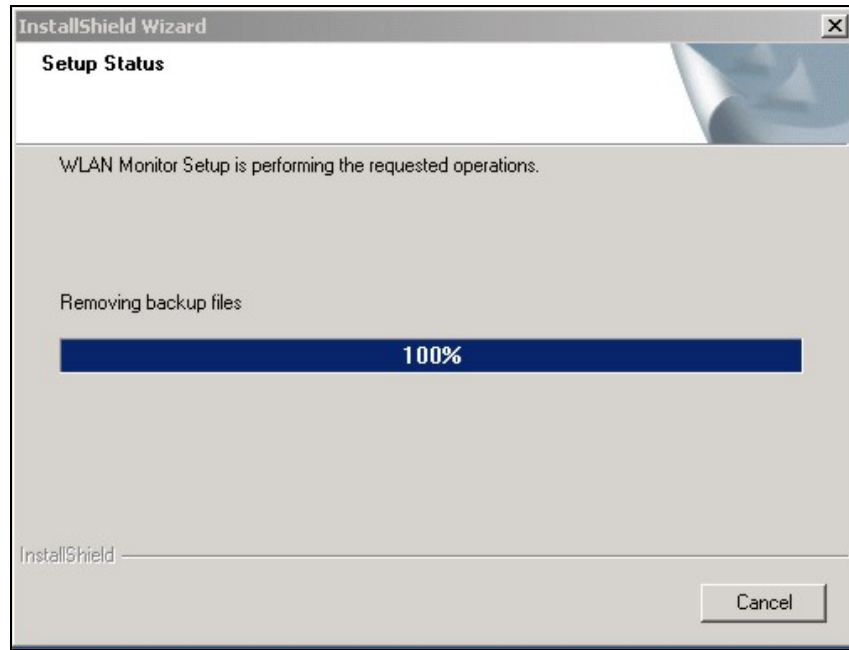 InstallShield Wizard
Setup Status
WLAN Monitor Setup is performing the requested operations.
Removing backup files
100%
InstallShield
Cancel